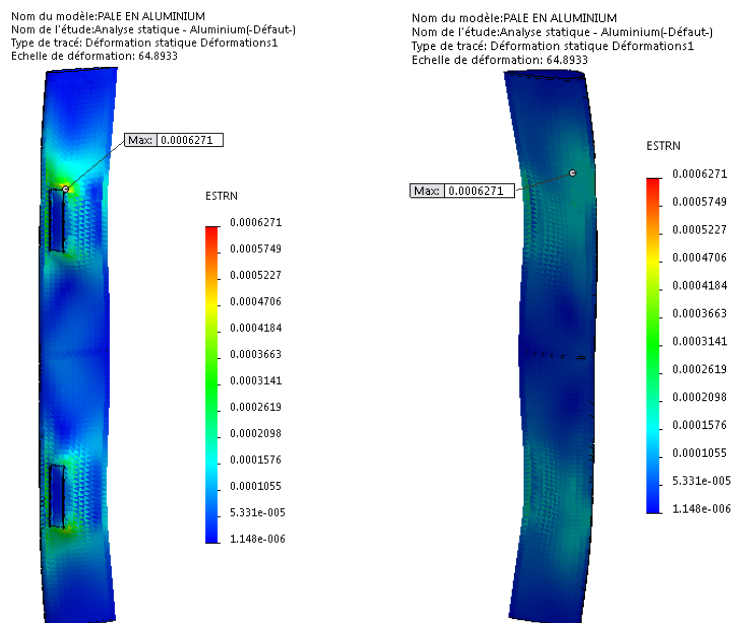 Nom du modèle:PALE EN ALUMINIUM
Nom de l'étude:Analyse statique - Aluminium(-Défaut-)
Type de tracé: Déformation statique Déformations1
Echelle de déformation: 64.8933
Max: 0.0006271
ESTRN
0.0006271
0.0005749
0.0005227
0.0004706
0.0004184
0.0003663
0.0003141
0.0002619
0.0002098
0.0001576
0.0001055
5.331e-005
1.148e-006
Nom du modèle:PALE EN ALUMINIUM
Nom de l'étude:Analyse statique - Aluminium(-Défaut-)
Type de tracé: Déformation statique Déformations1
Echelle de déformation: 64.8933
Max: 0.0006271
ESTRN
0.0006271
0.0005749
0.0005227
0.0004706
0.0004184
0.0003663
0.0003141
0.0002619
0.0002098
0.0001576
0.0001055
5.331e-005
1.148e-006